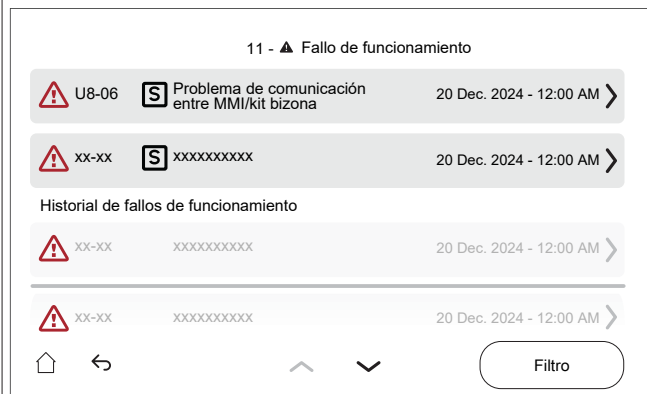 11 - Fallo de funcionamiento
U8-06 S Problema de comunicación
entre MMI/kit bizona 20 Dec. 2024 - 12:00 AM
xx-xx S xxxxxxxxxx 20 Dec. 2024 - 12:00 AM
Historial de fallos de funcionamiento
xx-xx xxxxxxxxxx 20 Dec. 2024 - 12:00 AM
xx-xx xxxxxxxxxx 20 Dec. 2024 - 12:00 AM
Filtro